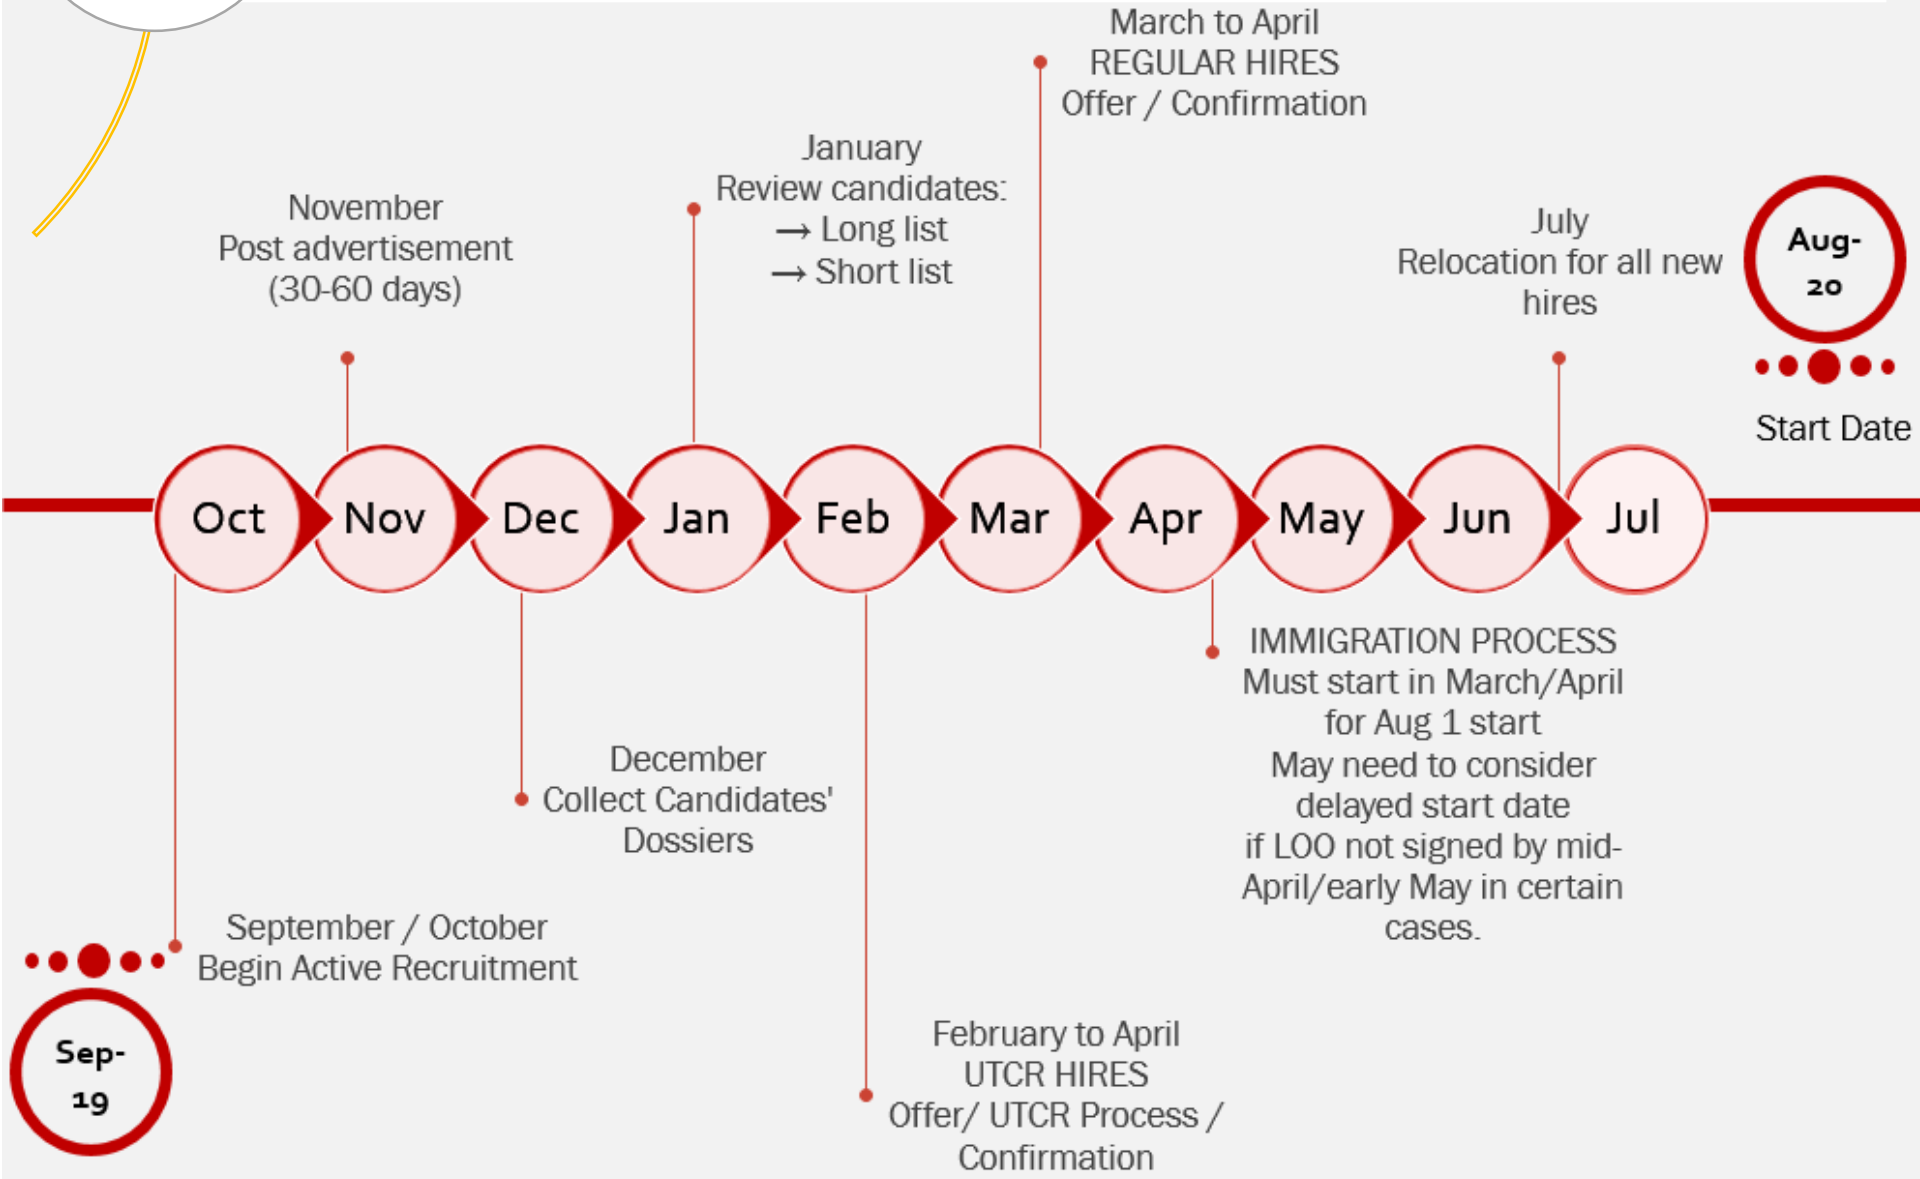 March to April
REGULAR HIRES
Offer / Confirmation
January
Review candidates:
→ Long list
→ Short list
November
Post advertisement
(30-60 days)
July
Relocation for all new
hires
Aug-
20
Start Date
Oct
Nov
Dec
Jan
Feb
Mar
Apr
May
Jun
Jul
IMMIGRATION PROCESS
Must start in March/April
for Aug 1 start
May need to consider
delayed start date
if LOO not signed by mid-
April/early May in certain
cases.
December
Collect Candidates'
Dossiers
September / October
Begin Active Recruitment
Sep-
19
February to April
UTCR HIRES
Offer/ UTCR Process /
Confirmation